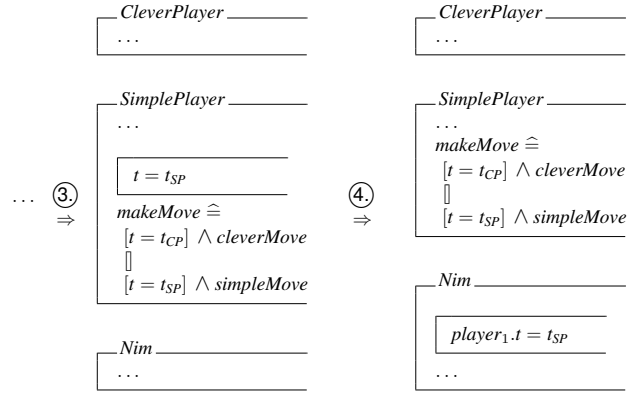 CleverPlayer
...
SimplePlayer
...
t = t_SP
makeMove ≙
[t = t_CP] ∧ cleverMove
[]
[t = t_SP] ∧ simpleMove
Nim
...
... ③. ⇒
④. ⇒
CleverPlayer
...
SimplePlayer
...
makeMove ≙
[t = t_CP] ∧ cleverMove
[]
[t = t_SP] ∧ simpleMove
Nim
player_1.t = t_SP
...